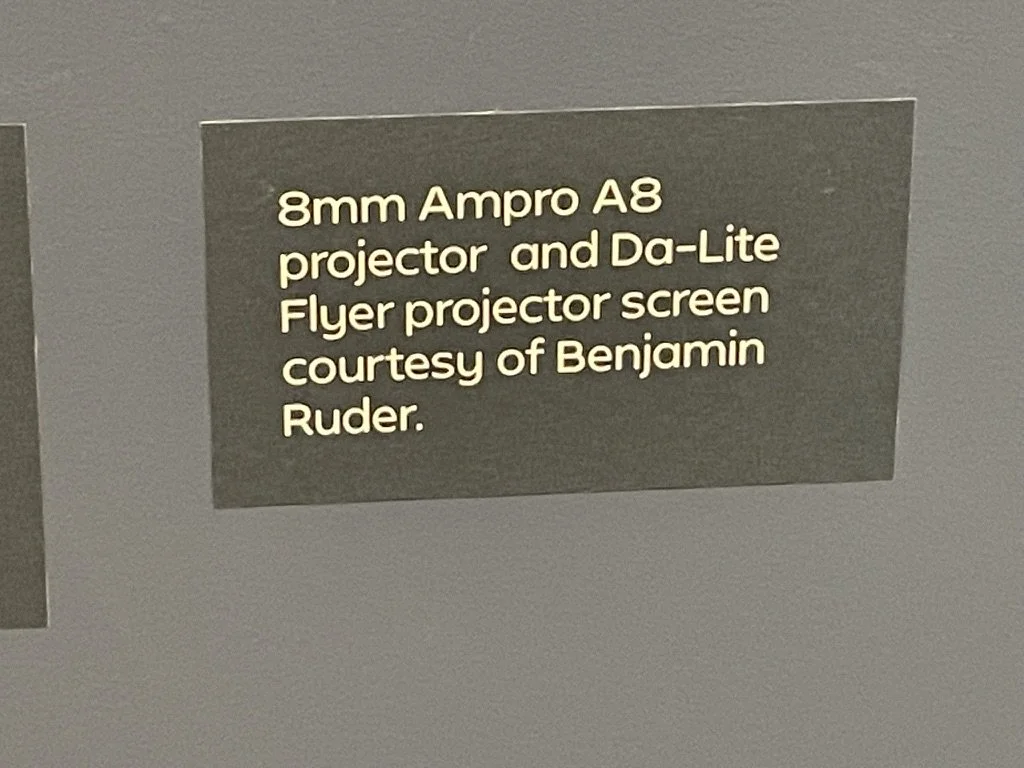 8mm Ampro A8
projector and Da-Lite
Flyer projector screen
courtesy of Benjamin
Ruder.